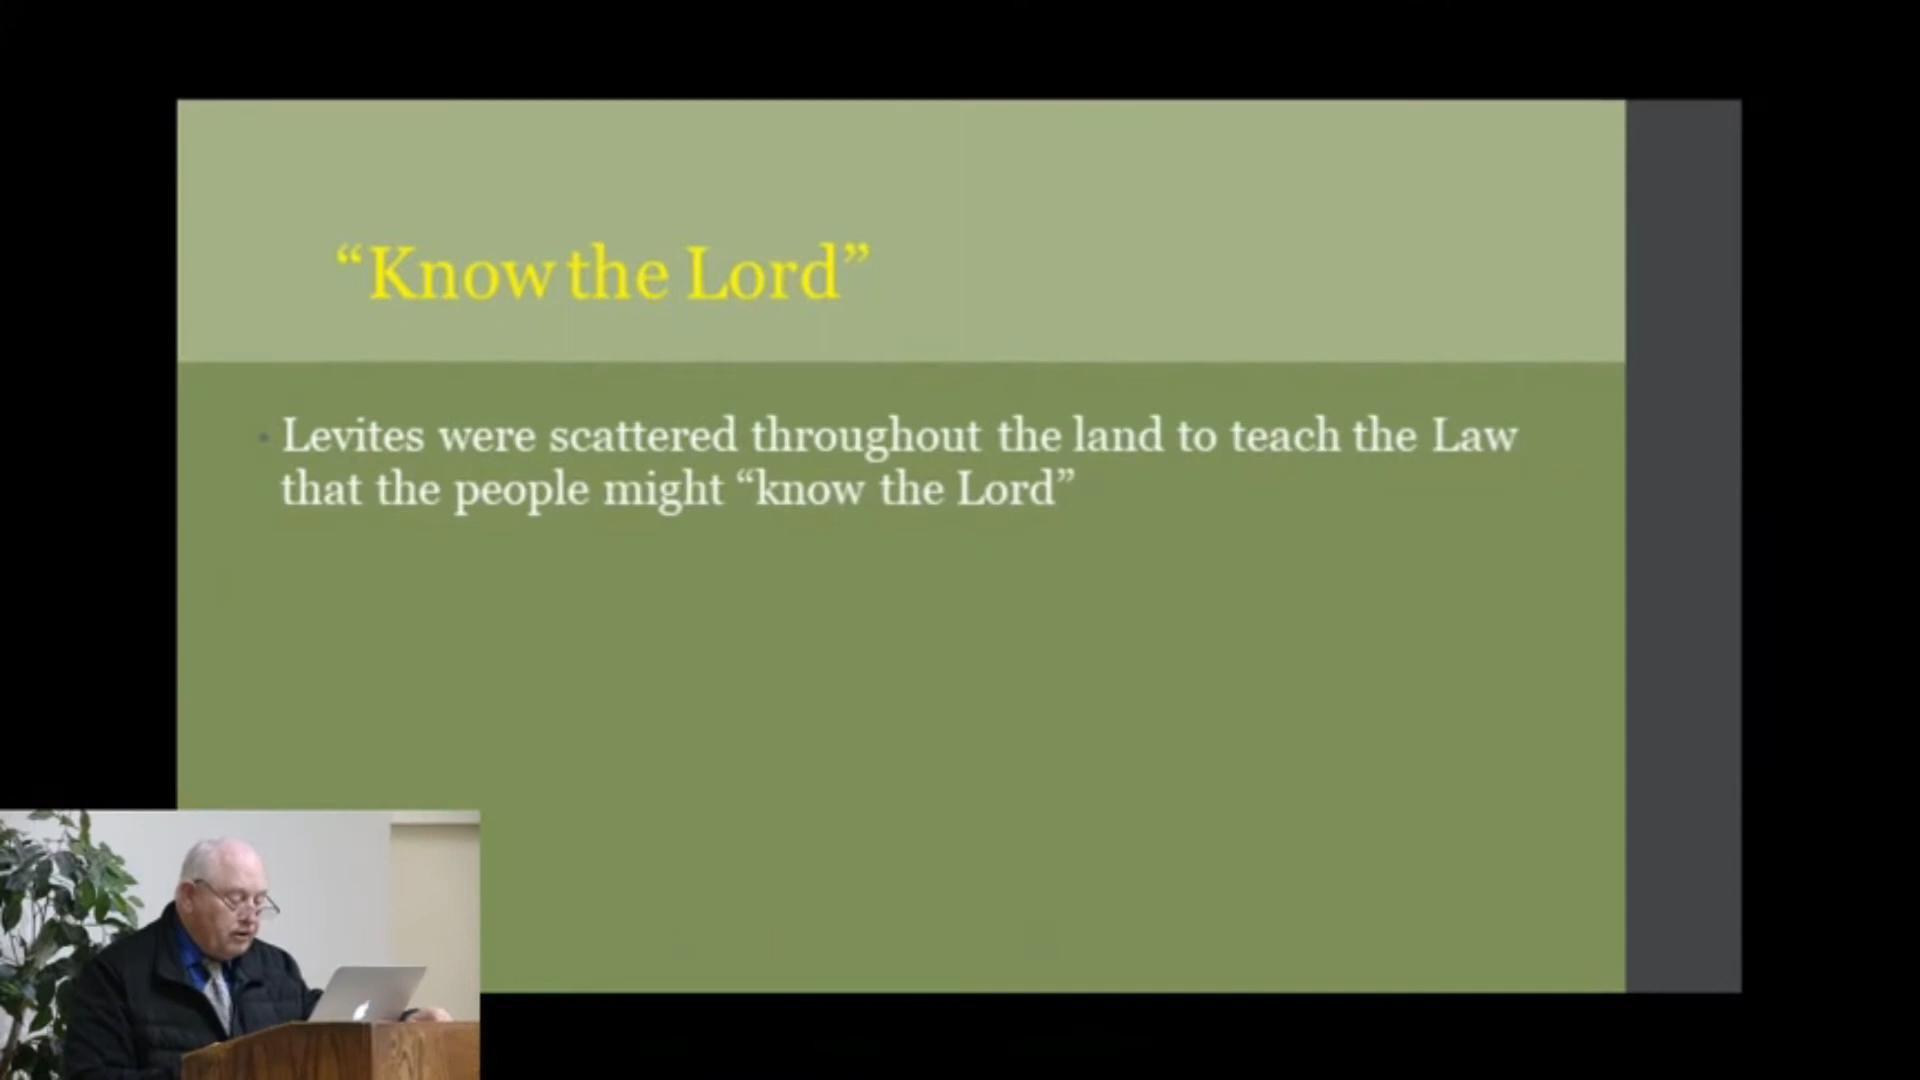 “Know the Lord”
Levites were scattered throughout the land to teach the Law
that the people might “know the Lord”